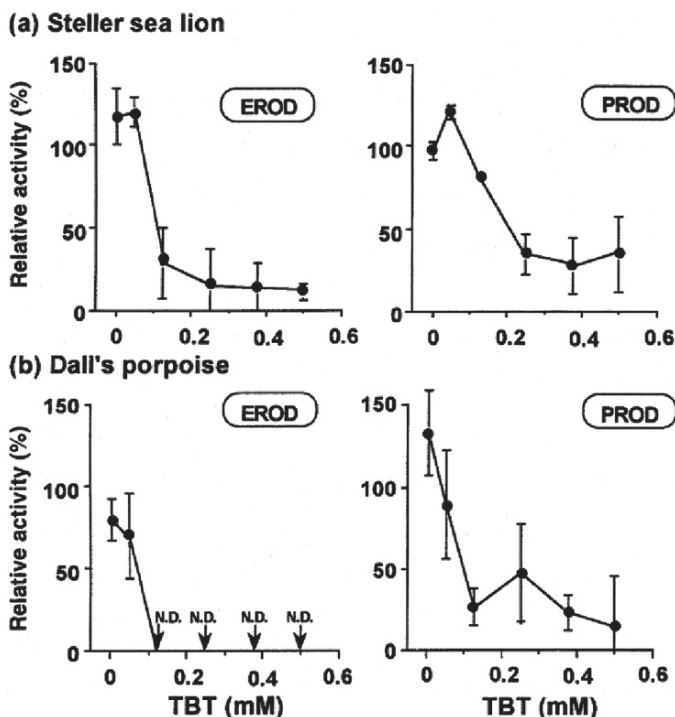 (a) Steller sea lion
Relative activity (%)
150
100
50
0
EROD
0 0.2 0.4 0.6
150
100
50
0
PROD
0 0.2 0.4 0.6
(b) Dall's porpoise
Relative activity (%)
150
100
50
0
EROD
N.D. N.D. N.D. N.D.
0 0.2 0.4 0.6
TBT (mM)
150
100
50
0
PROD
0 0.2 0.4 0.6
TBT (mM)